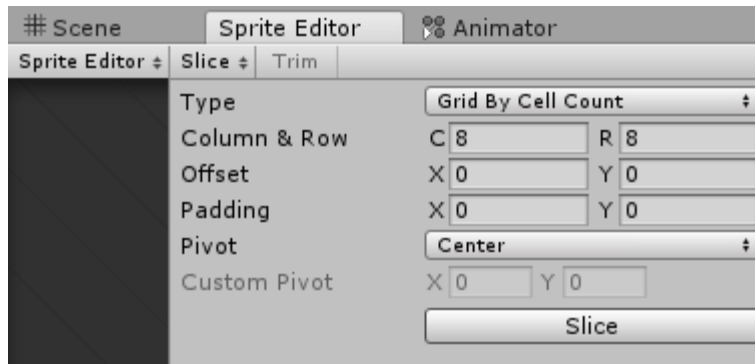 Scene Sprite Editor Animator
Sprite Editor Slice Trim
Type Grid By Cell Count
Column & Row C 8 R 8
Offset X 0 Y 0
Padding X 0 Y 0
Pivot Center
Custom Pivot X 0 Y 0
Slice